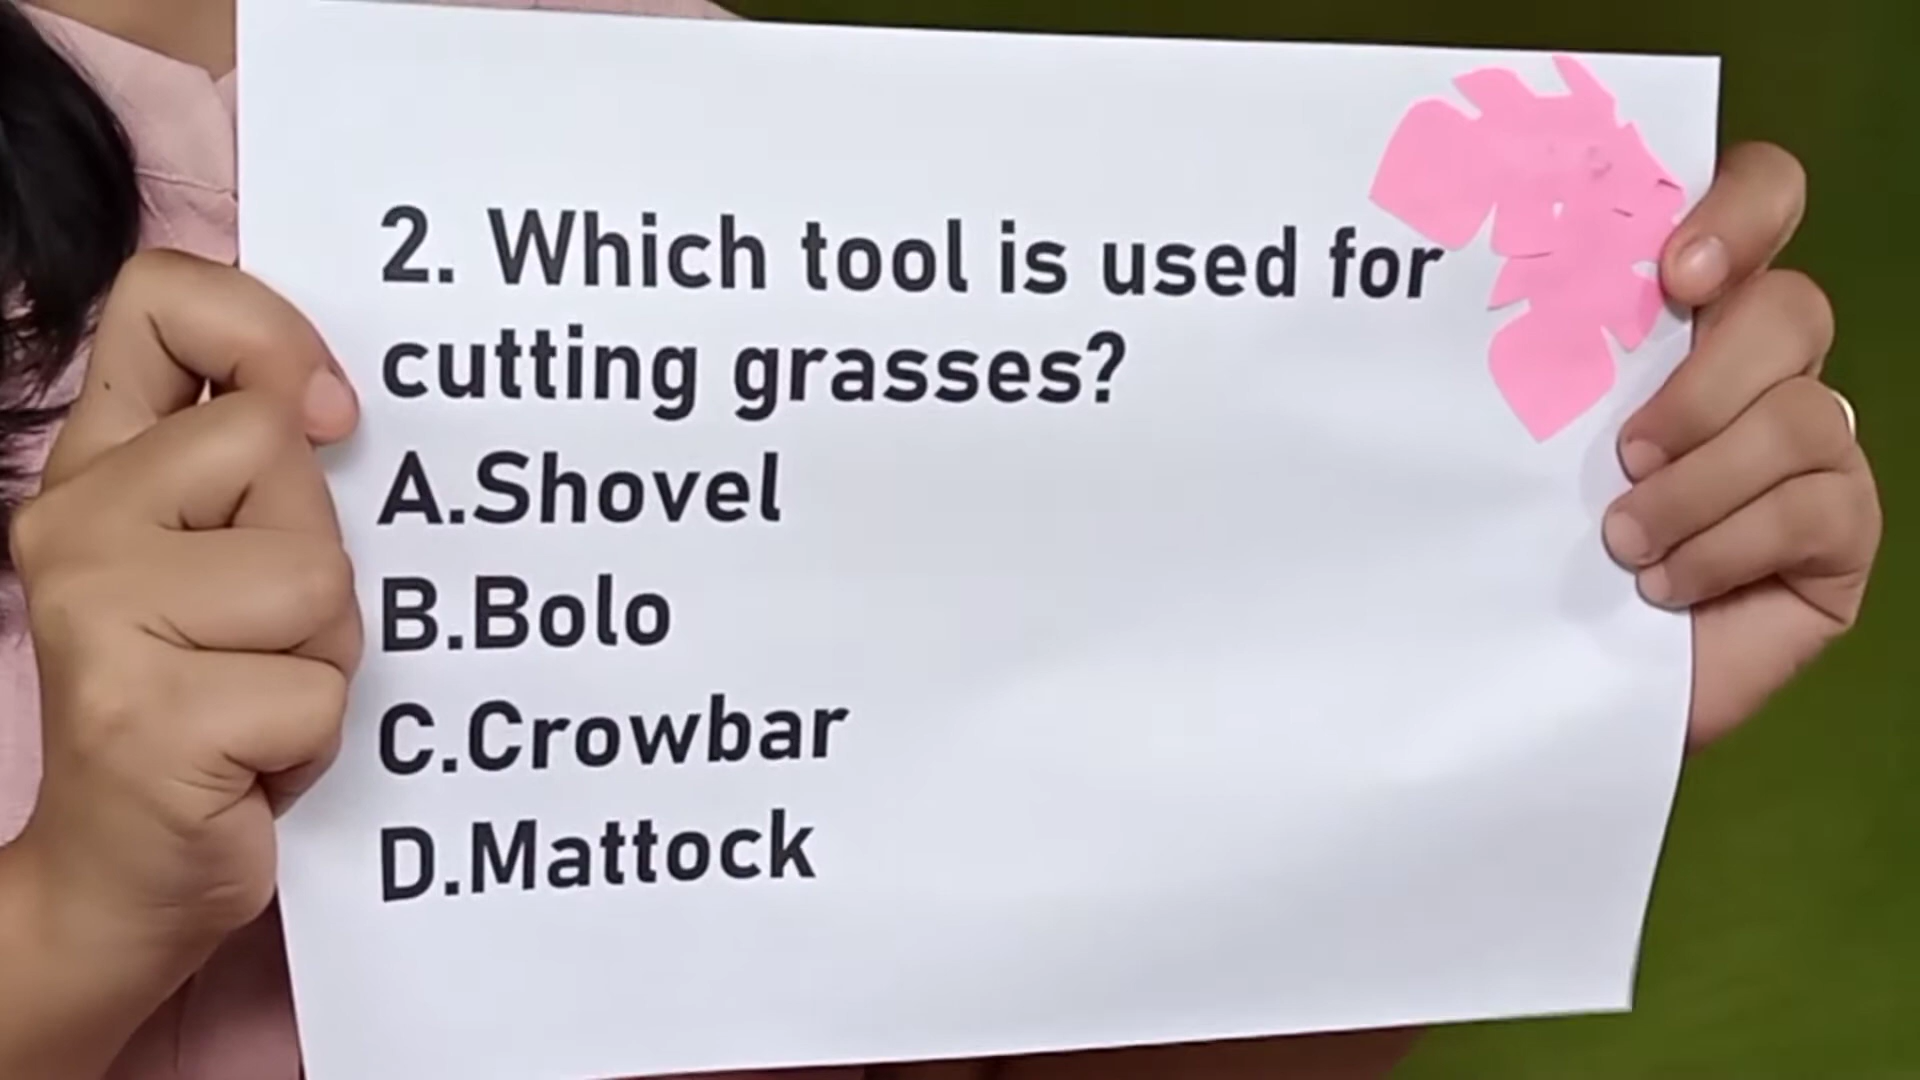 2. Which tool is used for
cutting grasses?
A.Shovel
B.Bolo
C.Crowbar
D.Mattock